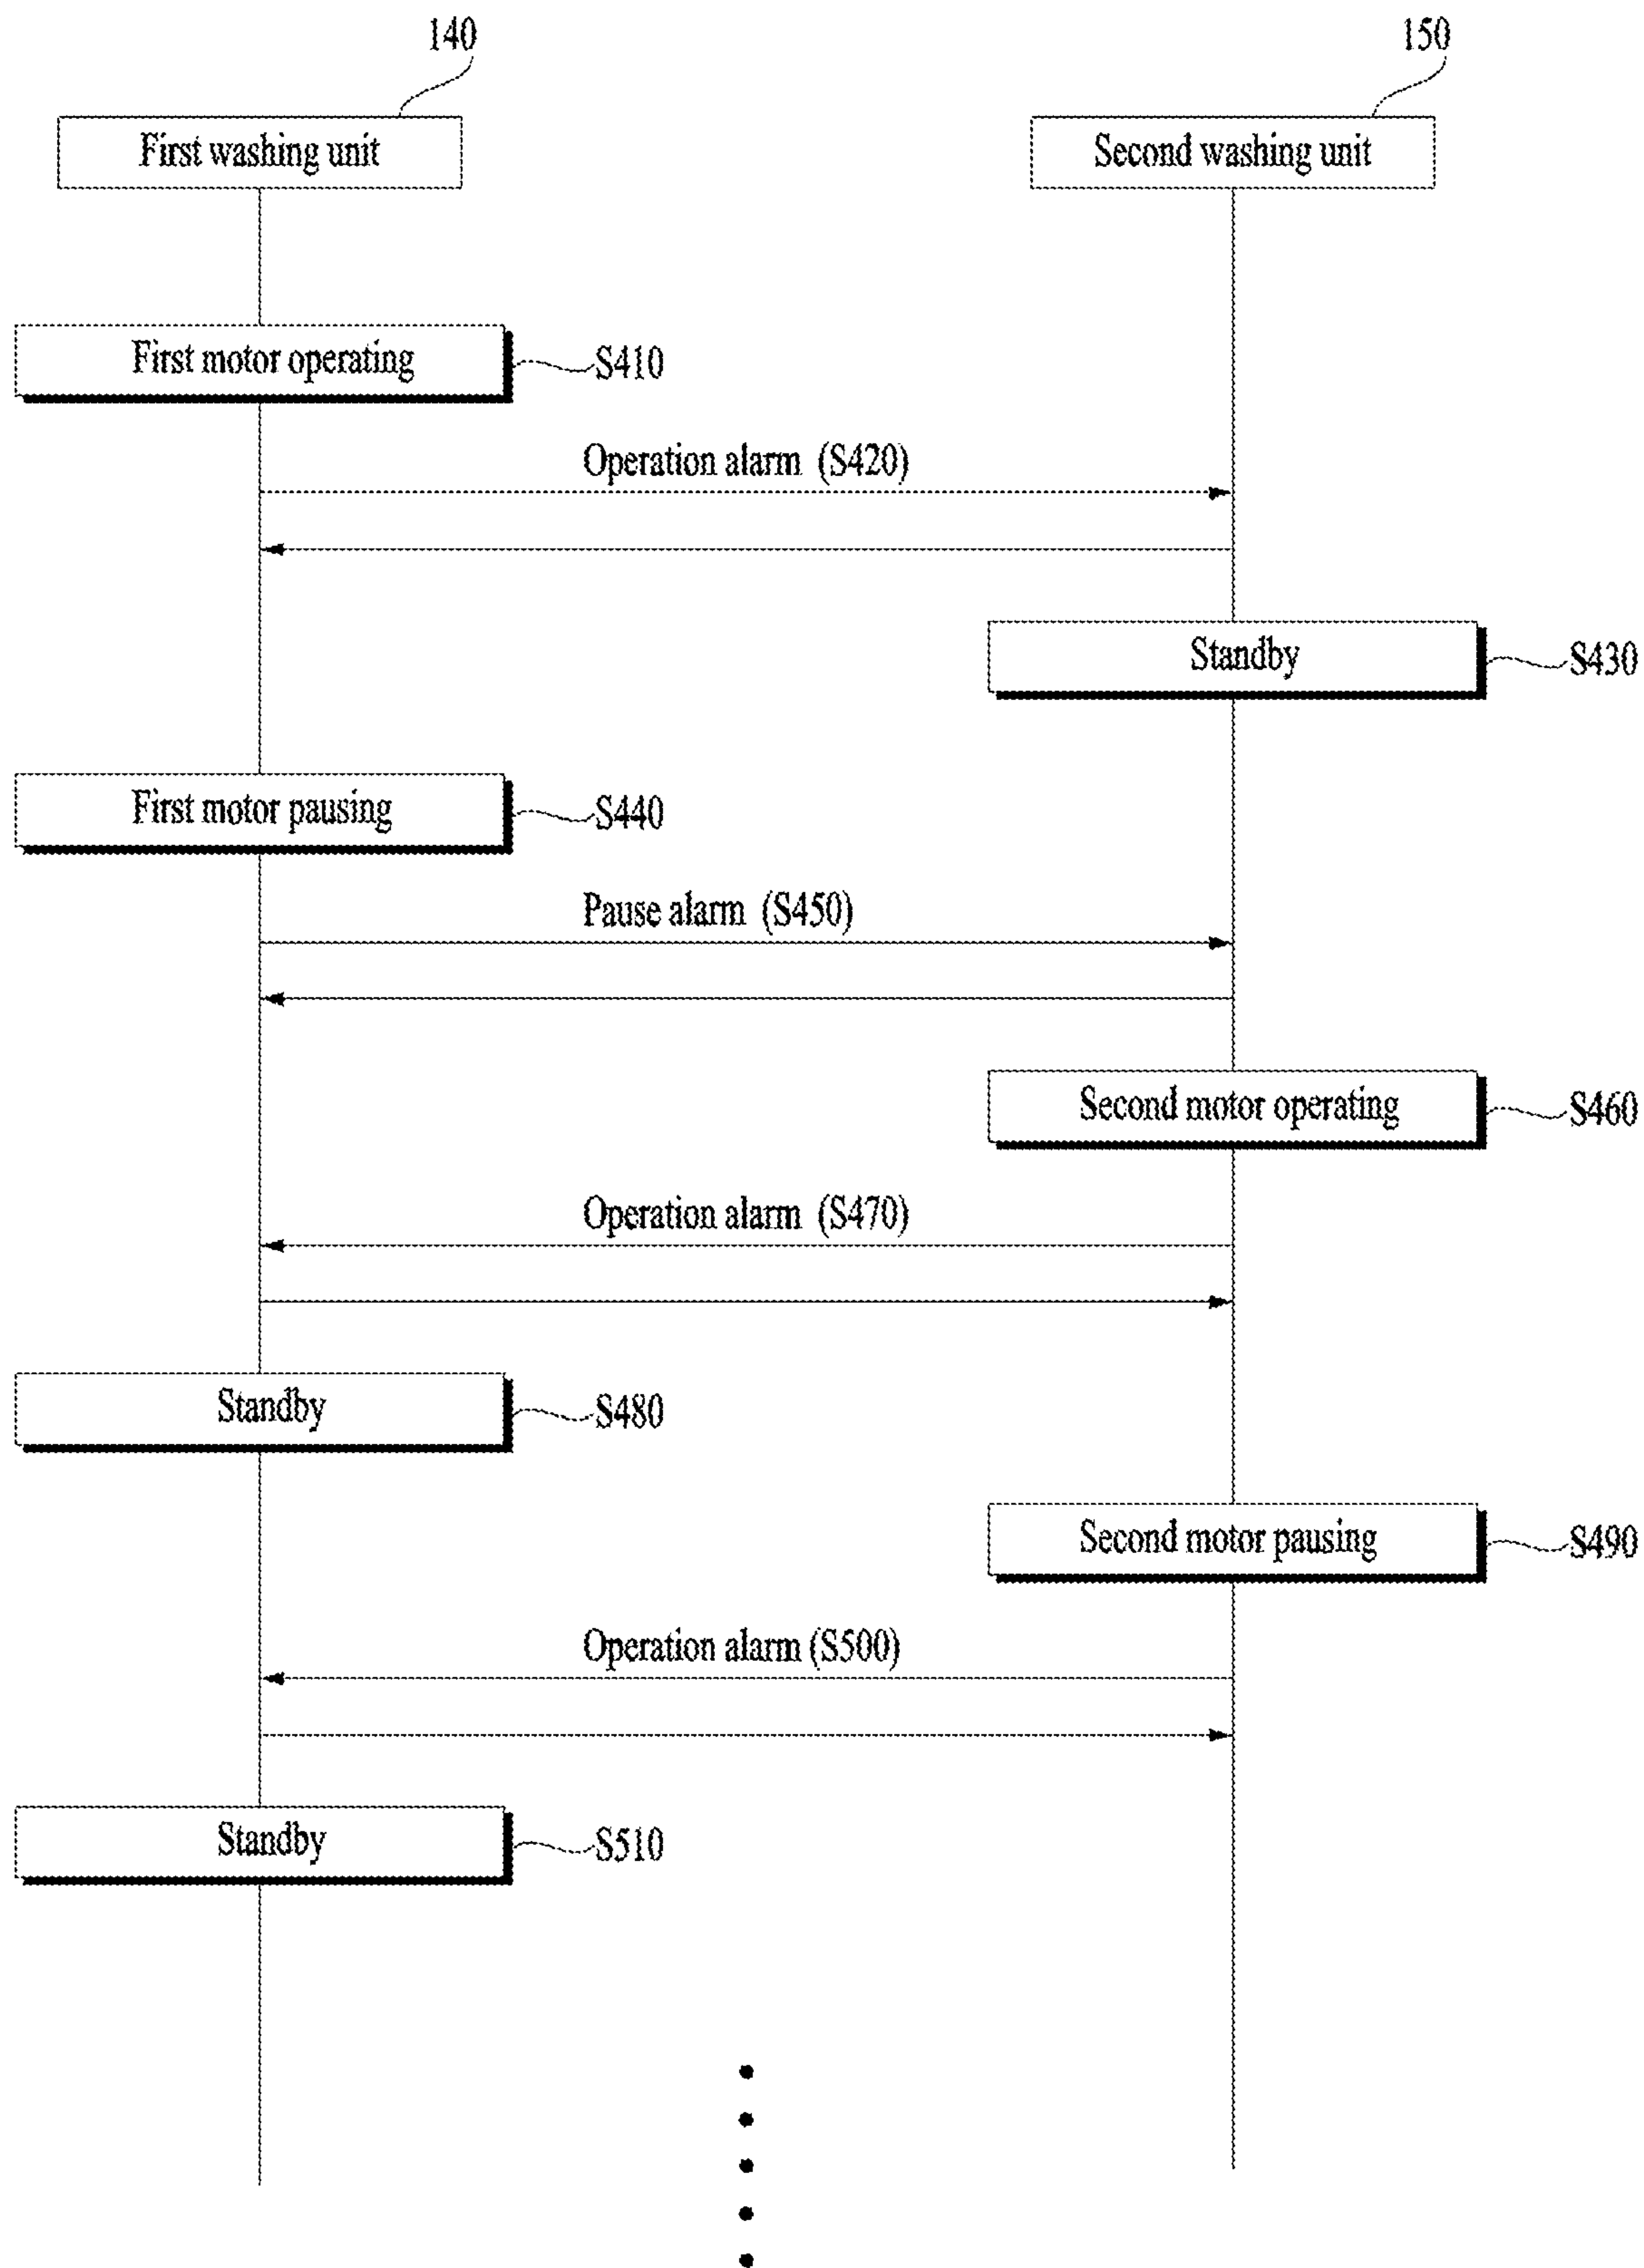 140
150
First washing unit
Second washing unit
First motor operating
S410
Operation alarm (S420)
Standby
S430
First motor pausing
S440
Pause alarm (S450)
Second motor operating
S460
Operation alarm (S470)
Standby
S480
Second motor pausing
S490
Operation alarm (S500)
Standby
S510